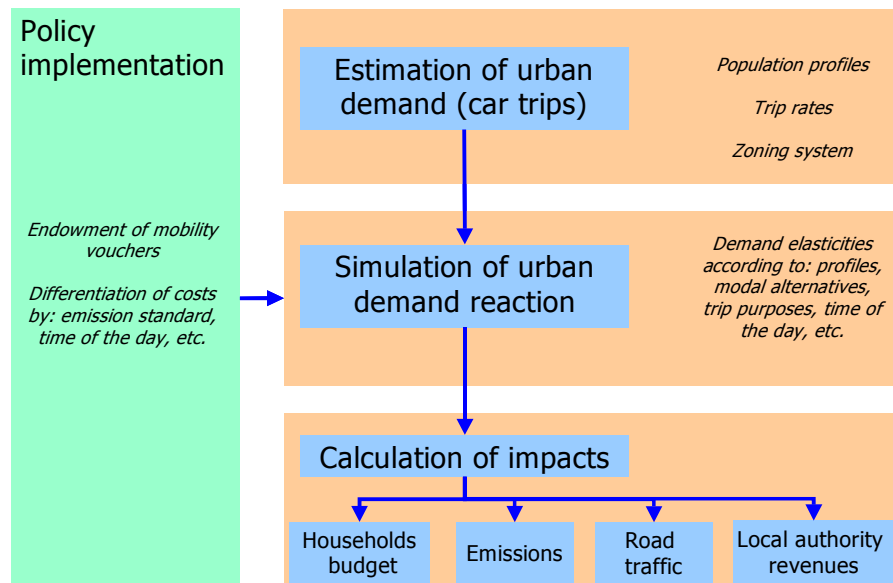 Policy
implementation
Endowment of mobility
vouchers
Differentiation of costs
by: emission standard,
time of the day, etc.
Estimation of urban
demand (car trips)
Population profiles
Trip rates
Zoning system
Simulation of urban
demand reaction
Demand elasticities
according to: profiles,
modal alternatives,
trip purposes, time of
the day, etc.
Calculation of impacts
Households
budget
Emissions
Road
traffic
Local authority
revenues